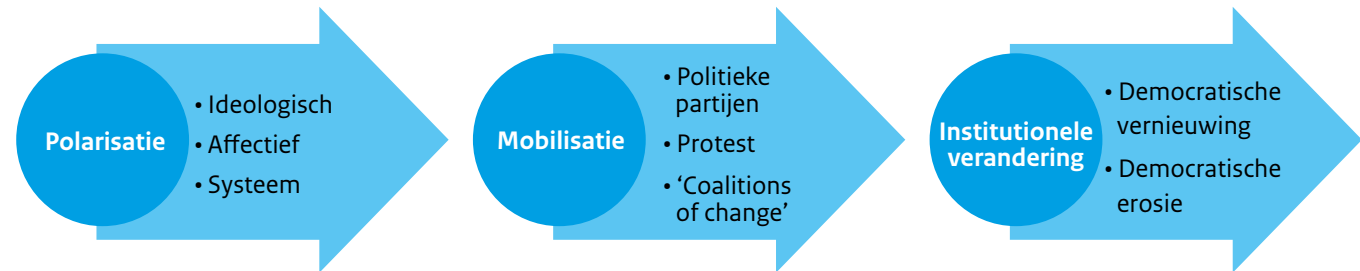 Polarisatie
• Ideologisch
• Affectief
• Systeem
Mobilisatie
• Politieke
partijen
• Protest
• ‘Coalitions
of change’
Institutionele
verandering
• Democratische
vernieuwing
• Democratische
erosie